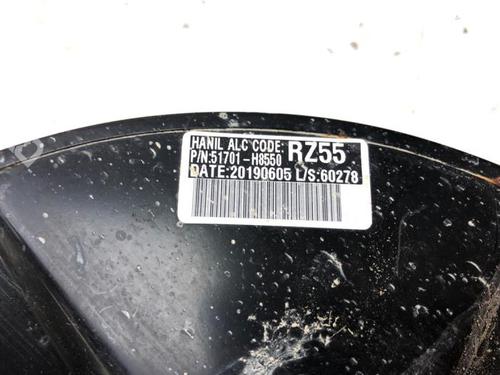 HANIL ALC CODE: RZ55
P/N:51701-H8550
DATE:20190605 L/S:60278